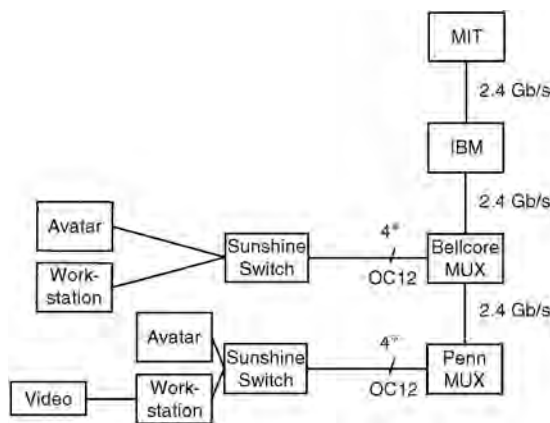 MIT
2.4 Gb/s
IBM
2.4 Gb/s
Avatar
Work-
station
Sunshine
Switch
4*
OC12
Bellcore
MUX
2.4 Gb/s
Avatar
Video
Work-
station
Sunshine
Switch
4*
OC12
Penn
MUX